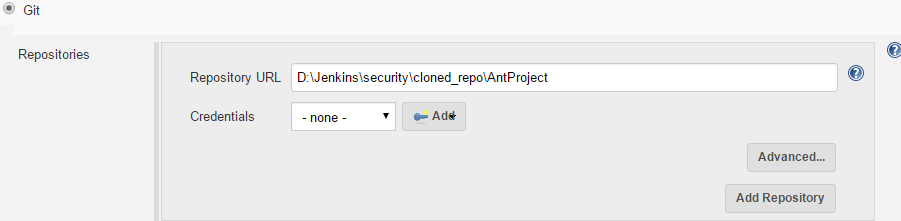 Git
Repositories
Repository URL D:\Jenkins\security\cloned_repo\AntProject
Credentials - none - Add
Advanced...
Add Repository